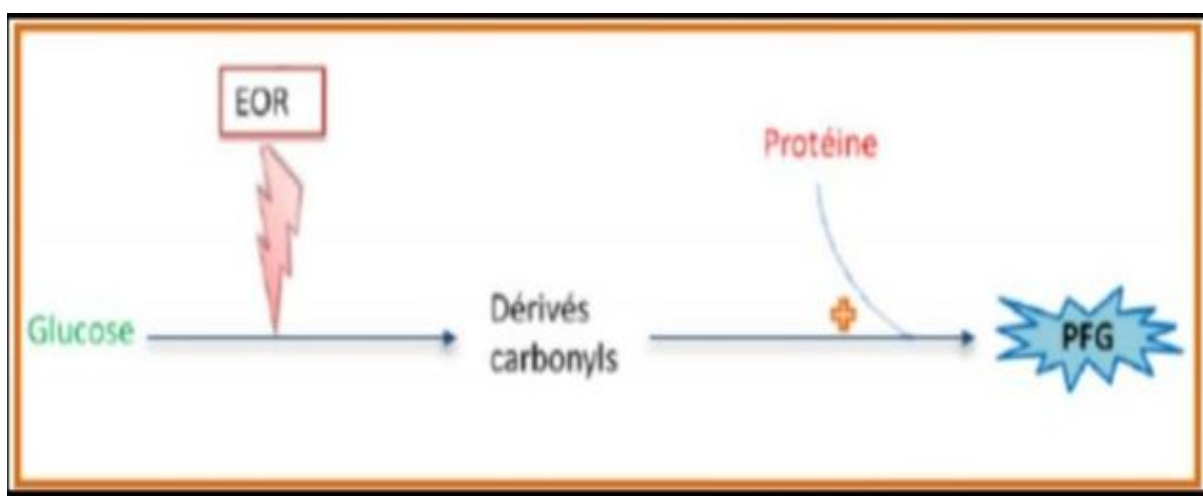 EOR
Protéine
Glucose
Dérivés
carbonyls
PFG